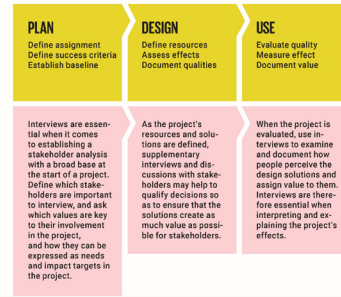 PLAN
Define assignment
Define success criteria
Establish baseline
Interviews are essen-
tial when it comes
to establishing a
stakeholder analysis
with a broad base at
the start of a project.
Define which stake-
holders are important
to interview, and ask
which values are key
to their involvement
in the project,
and how they can be
expressed as needs
and impact targets in
the project.
DESIGN
Define resources
Assess effects
Document qualities
As the project's
resources and solu-
tions are defined,
supplementary
interviews and dis-
cussions with stake-
holders may help to
qualify decisions so
as to ensure that the
solutions create as
much value as possi-
ble for stakeholders.
USE
Evaluate quality
Measure effect
Document value
When the project is
evaluated, use in-
terviews to examine
and document how
people perceive the
design solutions and
assign value to them.
Interviews are there-
fore essential when
interpreting and ex-
plaining the project's
effects.